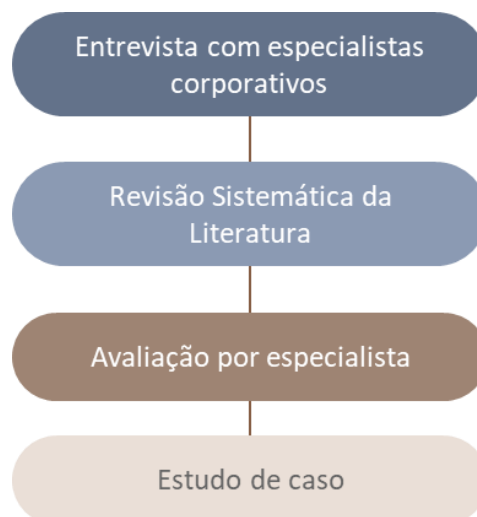 Entrevista com especialistas
corporativos
Revisão Sistemática da
Literatura
Avaliação por especialista
Estudo de caso